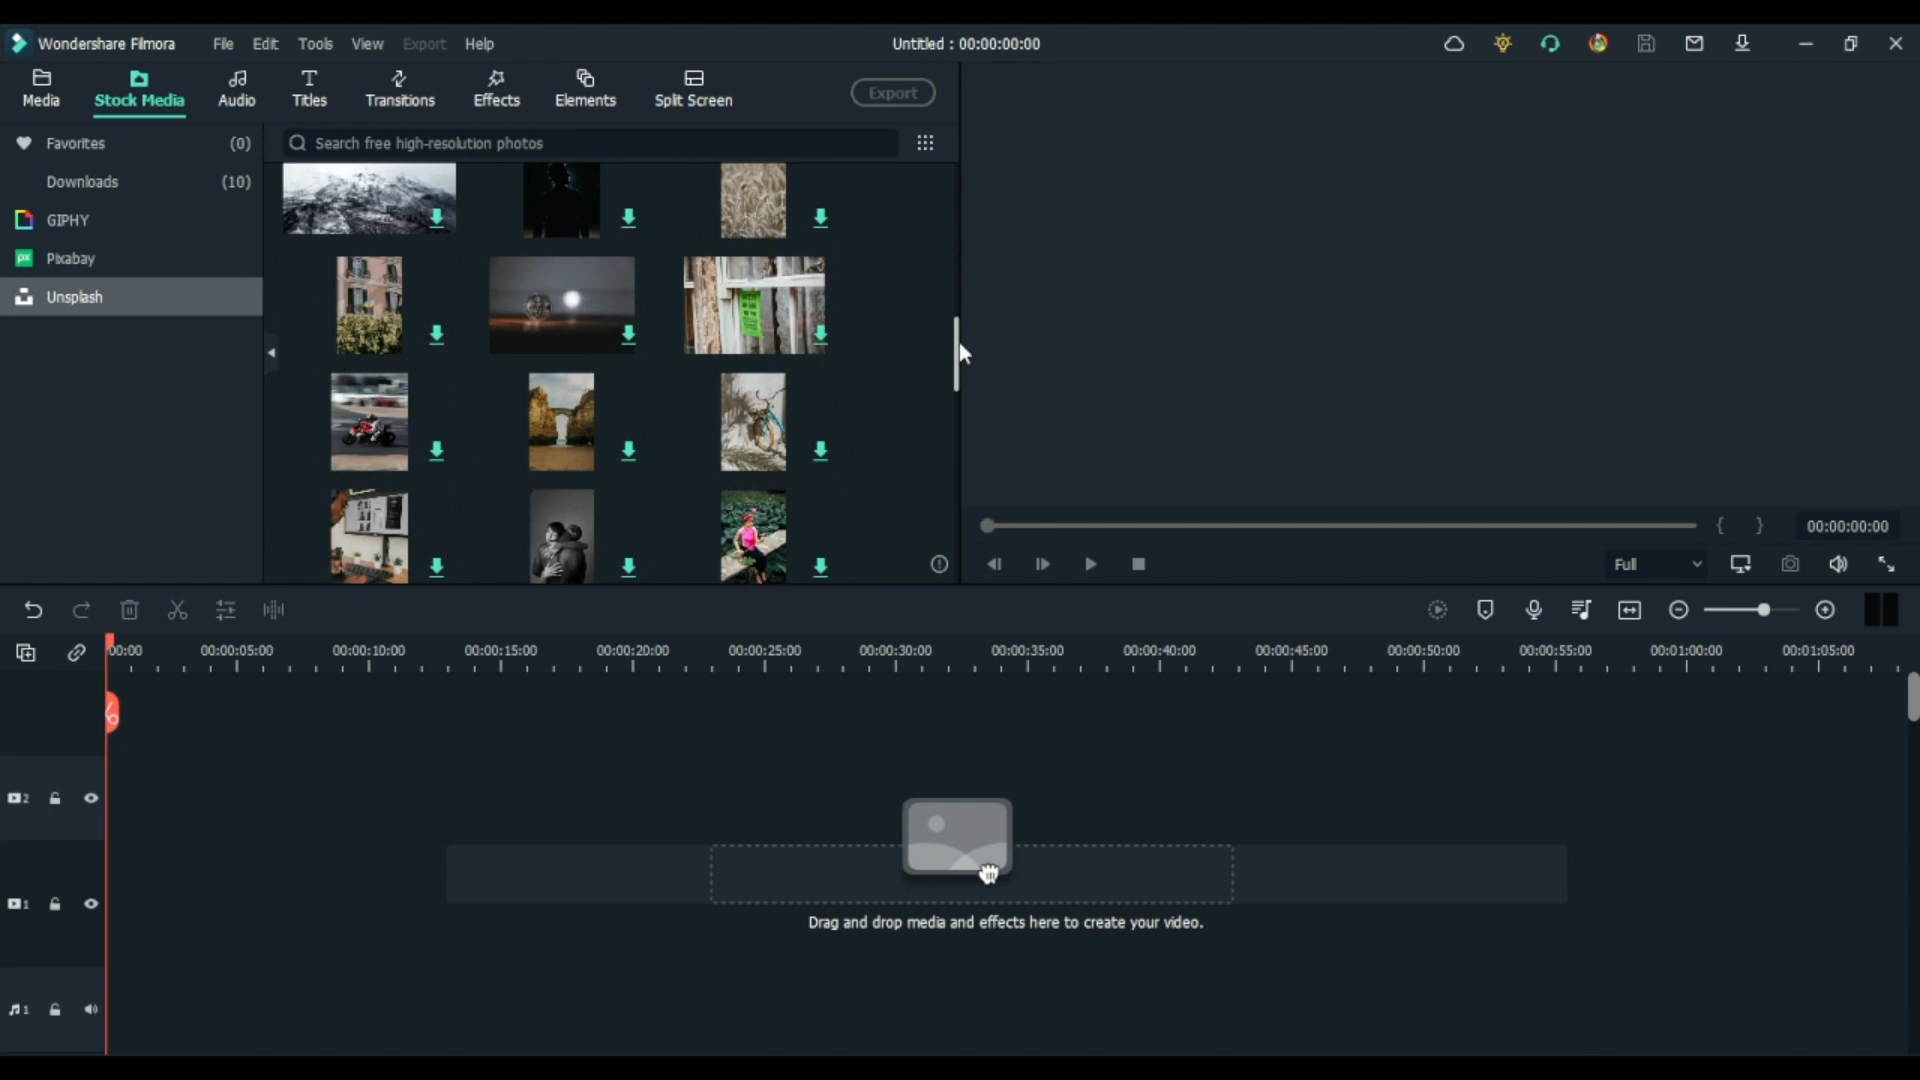 Wondershare Filmora File Edit Tools View Export Help Untitled : 00:00:00:00
Media Stock Media Audio Titles Transitions Effects Elements Split Screen Export
Favorites (0) Search free high-resolution photos
Downloads (10)
GIPHY
px Pixabay
Unsplash
{ } 00:00:00:00
Full
00:00 00:00:05:00 00:00:10:00 00:00:15:00 00:00:20:00 00:00:25:00 00:00:30:00 00:00:35:00 00:00:40:00 00:00:45:00 00:00:50:00 00:00:55:00 00:01:00:00 00:01:05:00
2
1
Drag and drop media and effects here to create your video.
1